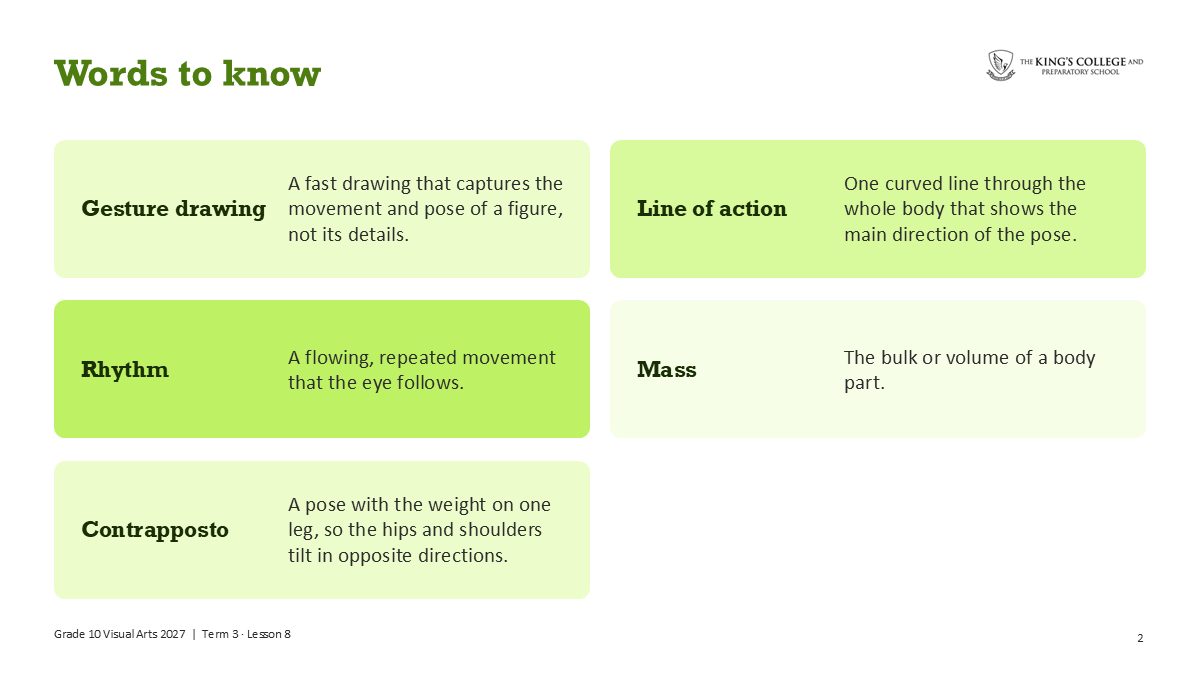 Words to know
THE KING'S COLLEGE AND
PREPARATORY SCHOOL
Gesture drawing
A fast drawing that captures the
movement and pose of a figure,
not its details.
Line of action
One curved line through the
whole body that shows the
main direction of the pose.
Rhythm
A flowing, repeated movement
that the eye follows.
Mass
The bulk or volume of a body
part.
Contrapposto
A pose with the weight on one
leg, so the hips and shoulders
tilt in opposite directions.
Grade 10 Visual Arts 2027 | Term 3 · Lesson 8
2